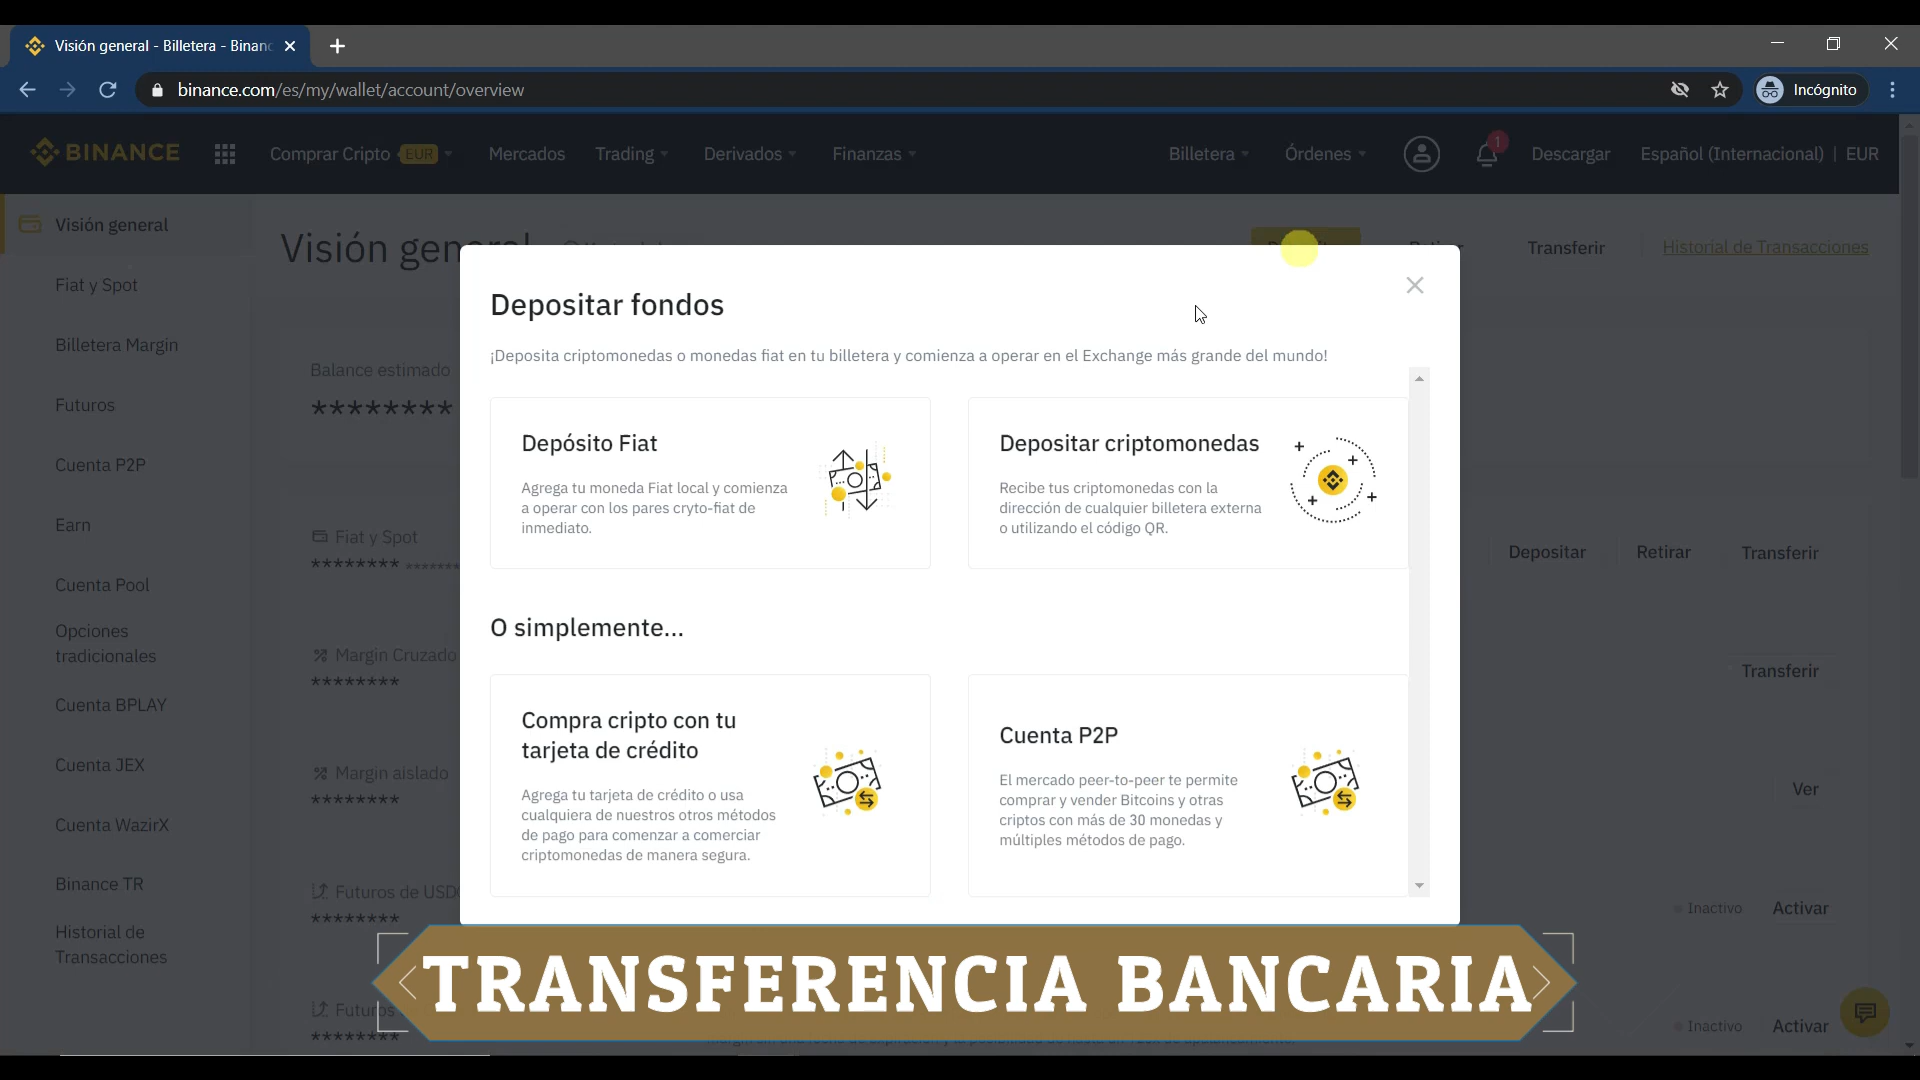 Visión general - Billetera - Binanc
binance.com/es/my/wallet/account/overview
Incógnito
BINANCE
Comprar Cripto EUR
Mercados
Trading
Derivados
Finanzas
Billetera
Órdenes
1
Descargar
Español (Internacional) | EUR
Visión general
Fiat y Spot
Billetera Margin
Futuros
Cuenta P2P
Earn
Cuenta Pool
Opciones
tradicionales
Cuenta BPLAY
Cuenta JEX
Cuenta WazirX
Binance TR
Historial de
Transacciones
Visión gen
Transferir
Historial de Transacciones
Balance estimado
********
Fiat y Spot
******** *******
Depositar
Retirar
Transferir
Margin Cruzado
********
Transferir
Margin aislado
********
Ver
Futuros de USD
********
Inactivo
Activar
********
Inactivo
Activar
Depositar fondos
¡Deposita criptomonedas o monedas fiat en tu billetera y comienza a operar en el Exchange más grande del mundo!
Depósito Fiat
Agrega tu moneda Fiat local y comienza
a operar con los pares cryto-fiat de
inmediato.
Depositar criptomonedas
Recibe tus criptomonedas con la
dirección de cualquier billetera externa
o utilizando el código QR.
O simplemente...
Compra cripto con tu
tarjeta de crédito
Agrega tu tarjeta de crédito o usa
cualquiera de nuestros otros métodos
de pago para comenzar a comerciar
criptomonedas de manera segura.
Cuenta P2P
El mercado peer-to-peer te permite
comprar y vender Bitcoins y otras
criptos con más de 30 monedas y
múltiples métodos de pago.
TRANSFERENCIA BANCARIA